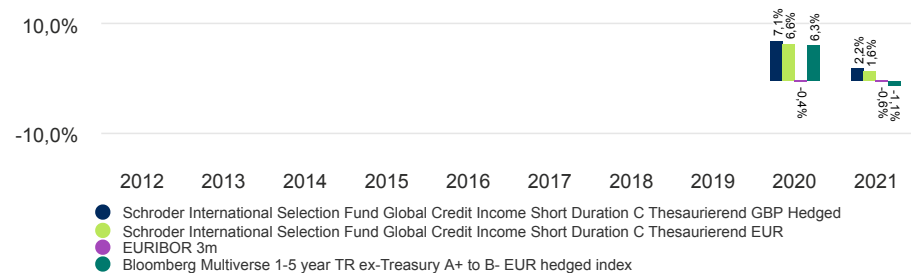 10,0%
7,1%
6,6%
-0,4%
6,3%
2,2%
1,6%
-0,6%
-1,1%
-10,0%
2012 2013 2014 2015 2016 2017 2018 2019 2020 2021
Schroder International Selection Fund Global Credit Income Short Duration C Thesaurierend GBP Hedged
Schroder International Selection Fund Global Credit Income Short Duration C Thesaurierend EUR
EURIBOR 3m
Bloomberg Multiverse 1-5 year TR ex-Treasury A+ to B- EUR hedged index